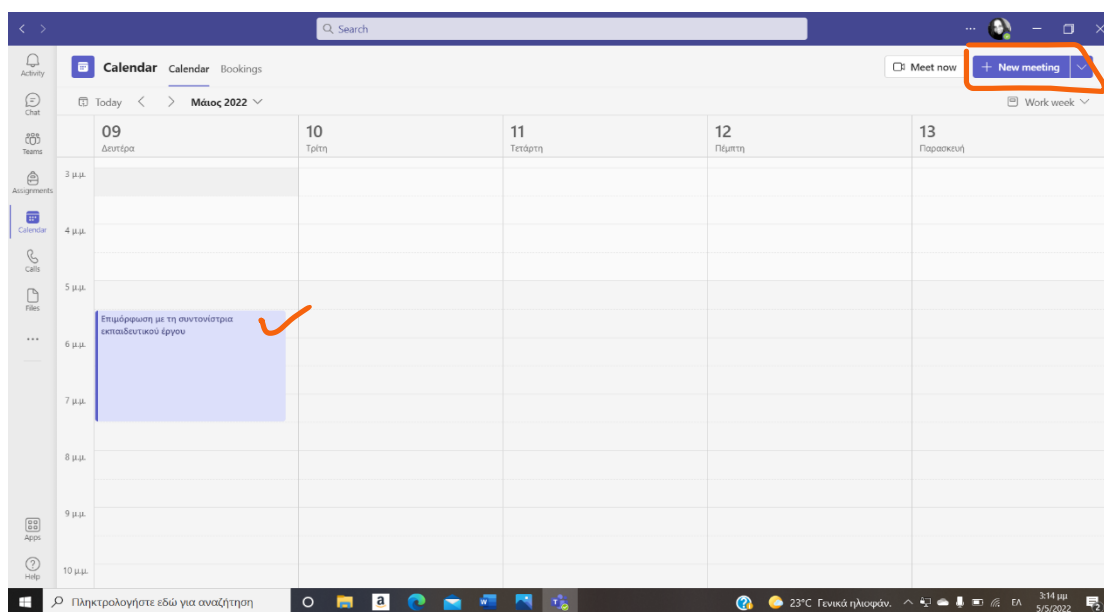 Search
Activity
Chat
Teams
Assignments
Calendar
Calls
Files
Apps
Help
Calendar Calendar Bookings
Meet now
+ New meeting
Today Μάιος 2022
Work week
09
Δευτέρα
10
Τρίτη
11
Τετάρτη
12
Πέμπτη
13
Παρασκευή
3 μ.μ.
4 μ.μ.
5 μ.μ.
Επιμόρφωση με τη συντονίστρια
εκπαιδευτικού έργου
6 μ.μ.
7 μ.μ.
8 μ.μ.
9 μ.μ.
10 μ.μ.
Πληκτρολογήστε εδώ για αναζήτηση
23°C Γενικά ηλιοφάν.
ΕΛ
3:14 μμ
5/5/2022